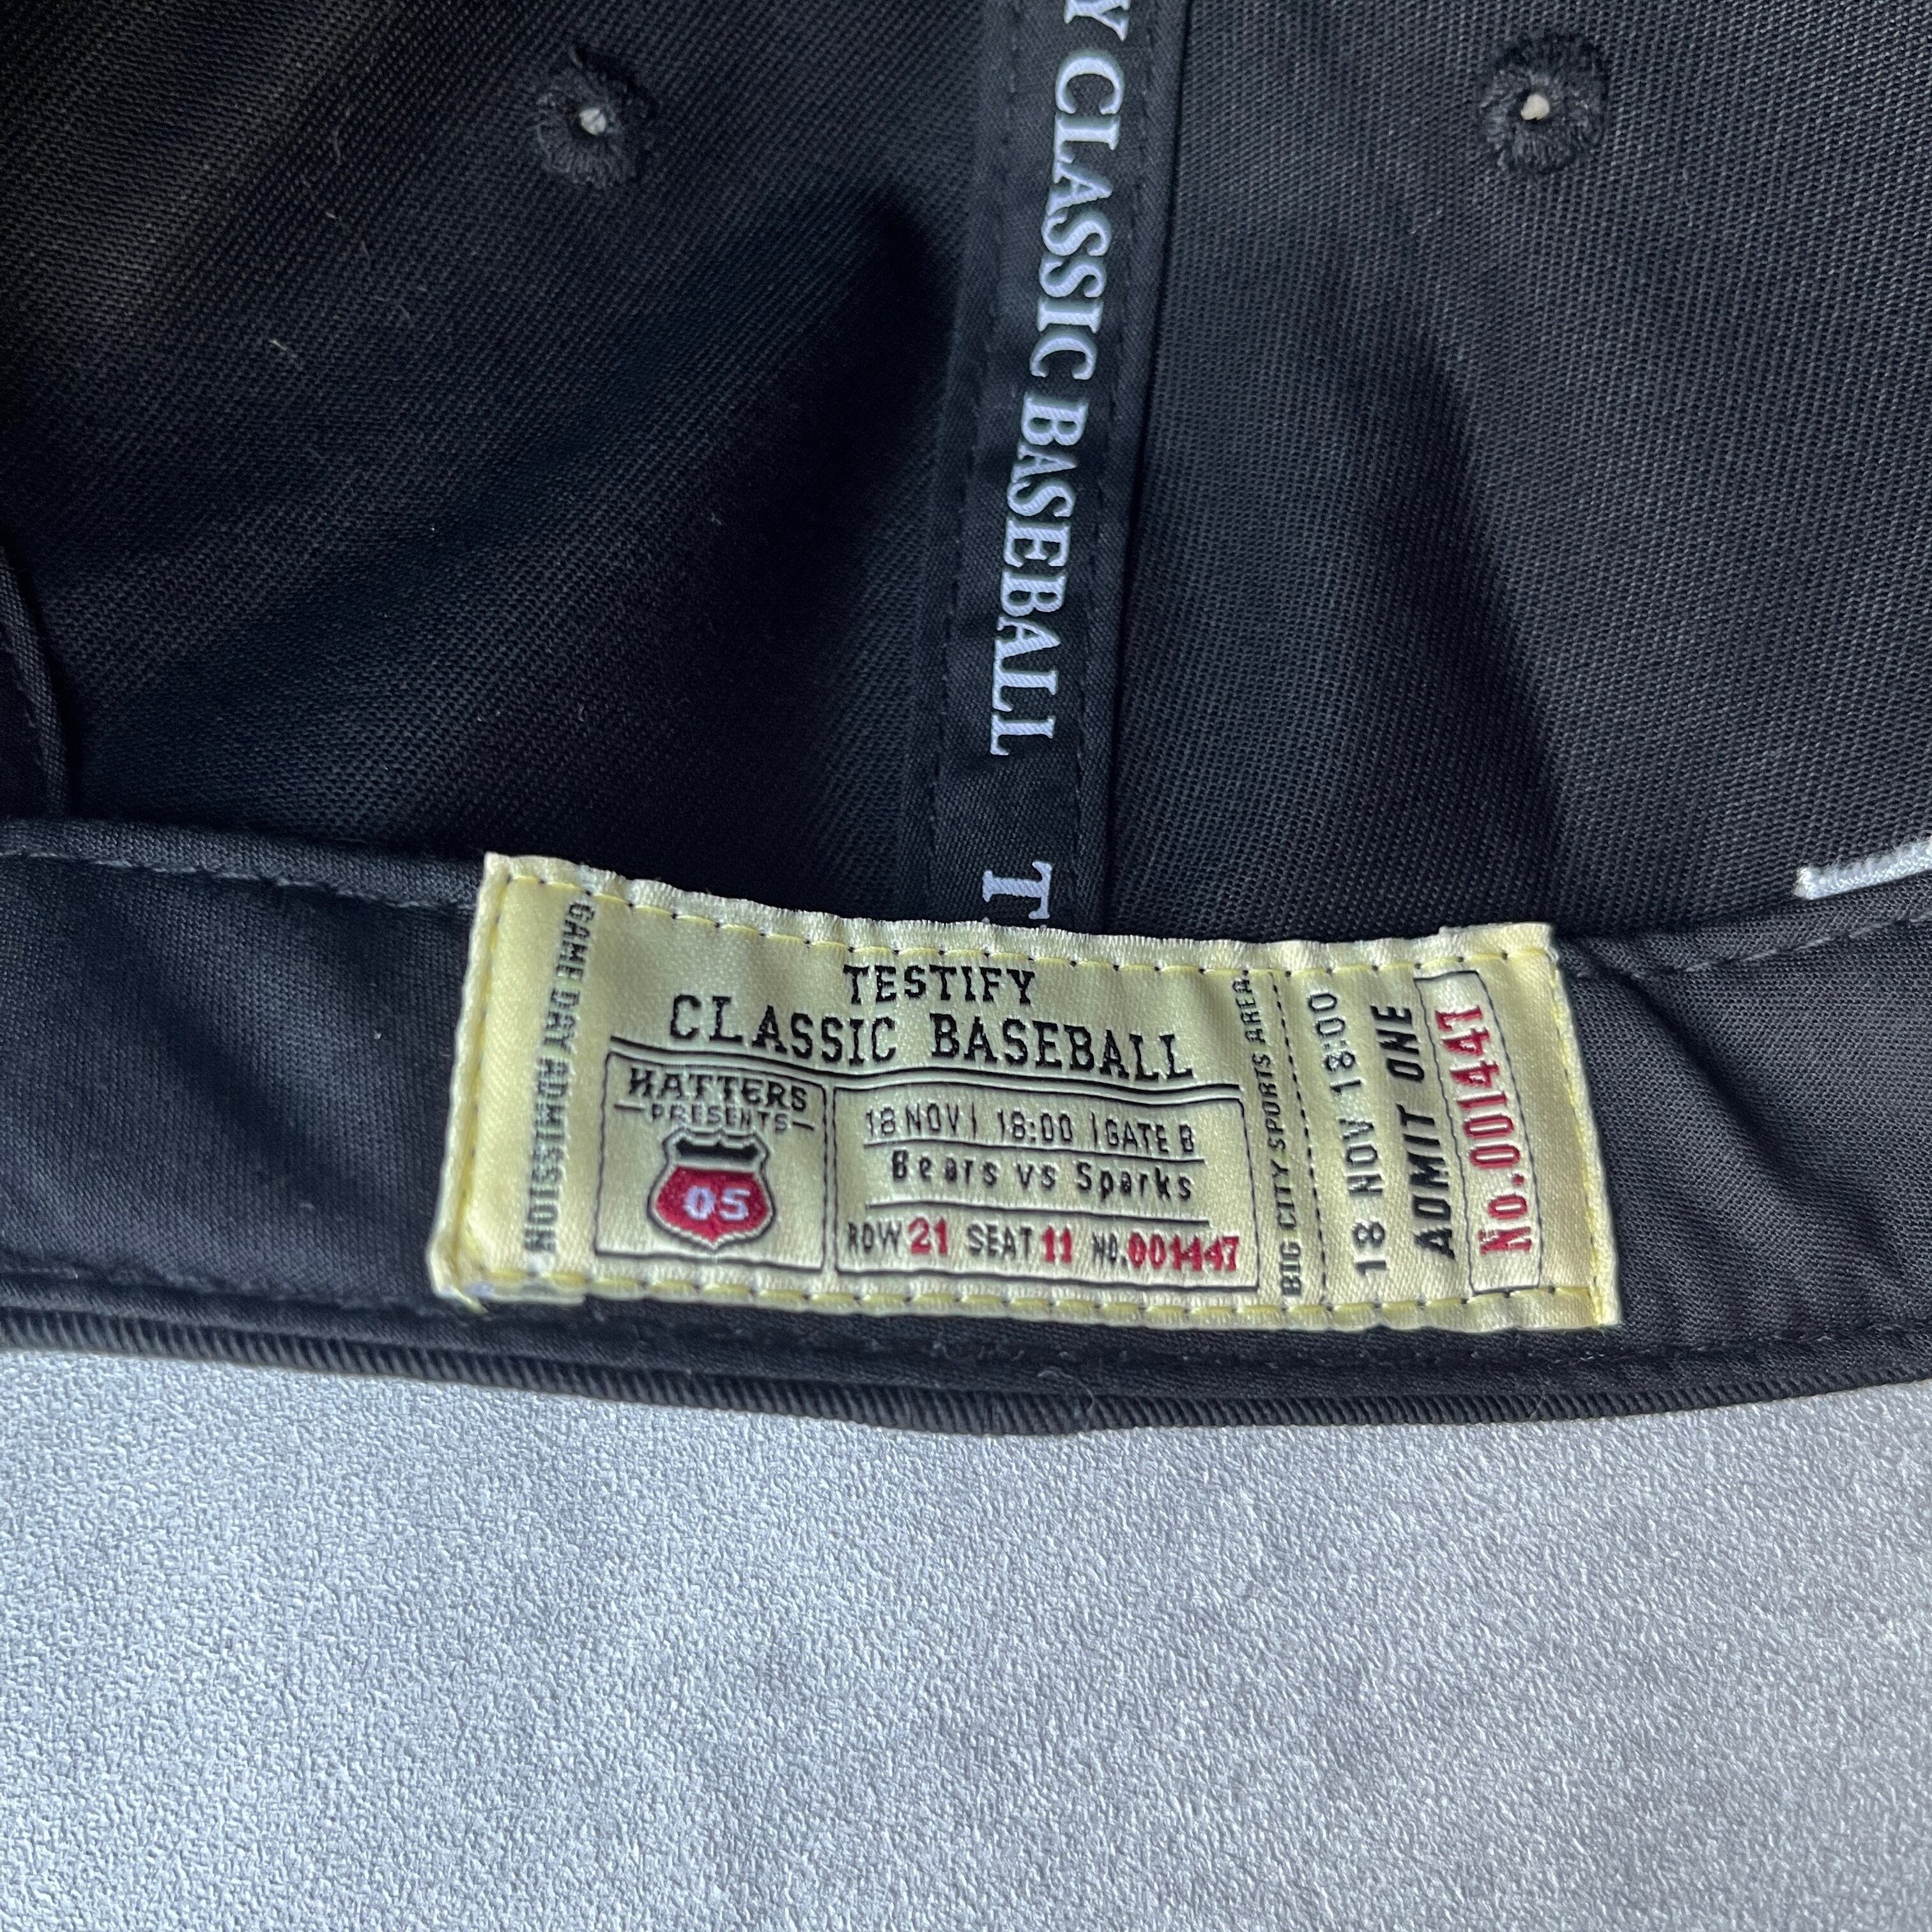 Y CLASSIC BASEBALL T
GAME DAY ADMISSION
TESTIFY
CLASSIC BASEBALL
HATTERS
PRESENTS
05
18 NOV | 18:00 | GATE B
Bears vs Sparks
ROW 21 SEAT 11 NO.001447
BIG CITY SPORTS AREA
18 NOV 18:00
ADMIT ONE
No.001447